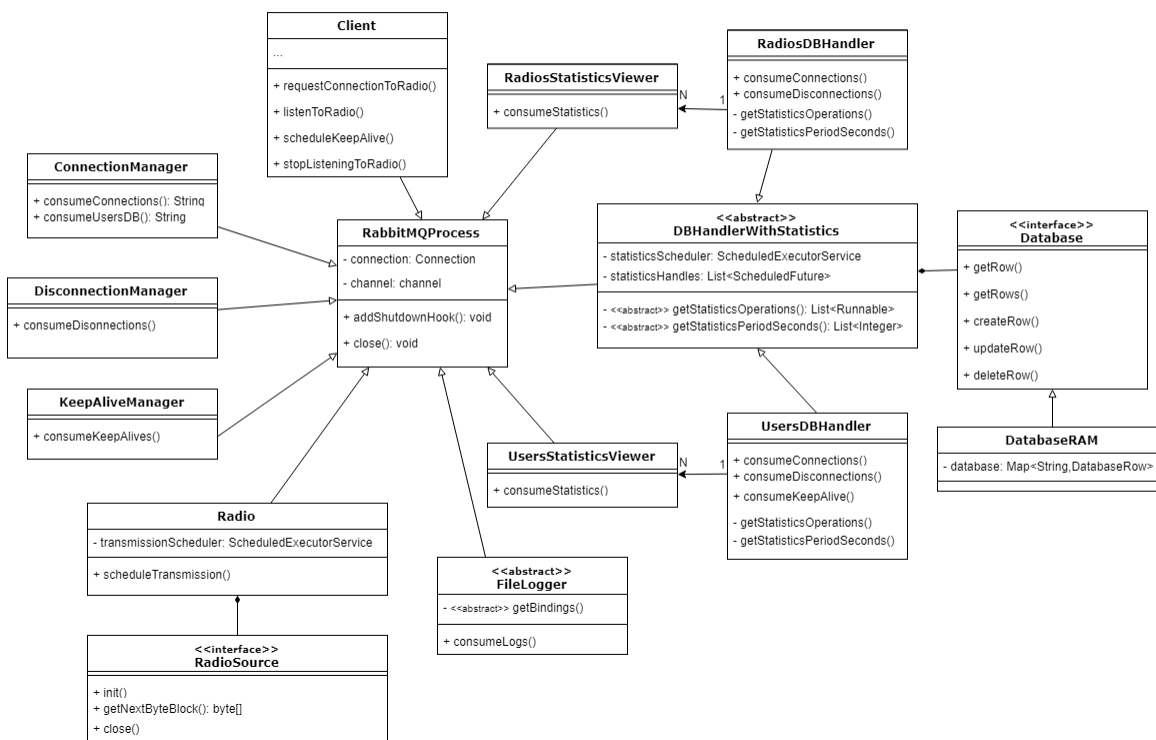 Client
...
+ requestConnectionToRadio()
+ listenToRadio()
+ scheduleKeepAlive()
+ stopListeningToRadio()
RadiosStatisticsViewer
+ consumeStatistics()
N
1
RadiosDBHandler
+ consumeConnections()
+ consumeDisconnections()
- getStatisticsOperations()
- getStatisticsPeriodSeconds()
ConnectionManager
+ consumeConnections(): String
+ consumeUsersDB(): String
RabbitMQProcess
- connection: Connection
- channel: channel
+ addShutdownHook(): void
+ close(): void
<<abstract>>
DBHandlerWithStatistics
- statisticsScheduler: ScheduledExecutorService
- statisticsHandles: List<ScheduledFuture>
- <<abstract>> getStatisticsOperations(): List<Runnable>
- <<abstract>> getStatisticsPeriodSeconds(): List<Integer>
<<interface>>
Database
+ getRow()
+ getRows()
+ createRow()
+ updateRow()
+ deleteRow()
DisconnectionManager
+ consumeDisonnections()
KeepAliveManager
+ consumeKeepAlives()
UsersStatisticsViewer
+ consumeStatistics()
N
1
UsersDBHandler
+ consumeConnections()
+ consumeDisconnections()
+ consumeKeepAlive()
- getStatisticsOperations()
- getStatisticsPeriodSeconds()
DatabaseRAM
- database: Map<String,DatabaseRow>
Radio
- transmissionScheduler: ScheduledExecutorService
+ scheduleTransmission()
<<abstract>>
FileLogger
- <<abstract>> getBindings()
+ consumeLogs()
<<interface>>
RadioSource
+ init()
+ getNextByteBlock(): byte[]
+ close()